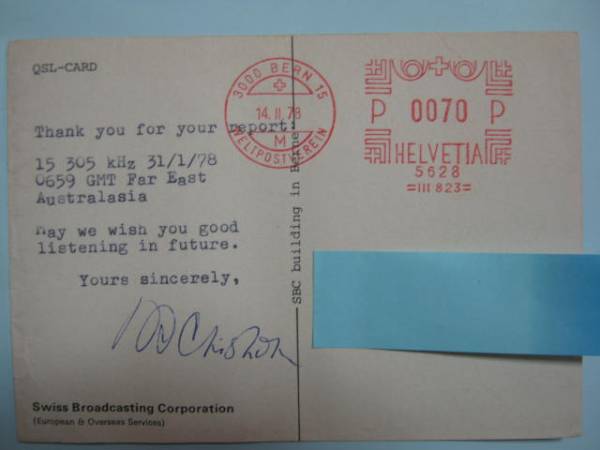 QSL-CARD
Thank you for your report:
15 305 kHz 31/1/78
0659 GMT Far East
Australasia
May we wish you good
listening in future.
Yours sincerely,
Swiss Broadcasting Corporation
(European & Overseas Services)
SBC building in Berne
3000 BERN 15
14.II.78
M
WELTPOSTVEREIN
P 0070 P
HELVETIA
5628
=III 823=